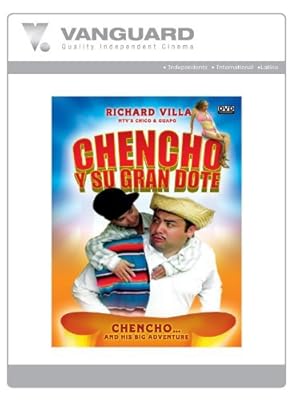 VANGUARD
Quality Independent Cinema
• Independents • International • Latino
RICHARD VILLA
MTV'S CHICO & GUAPO
DVD
CHENCHO
Y SU GRAN DOTE
CHENCHO...
AND HIS BIG ADVENTURE